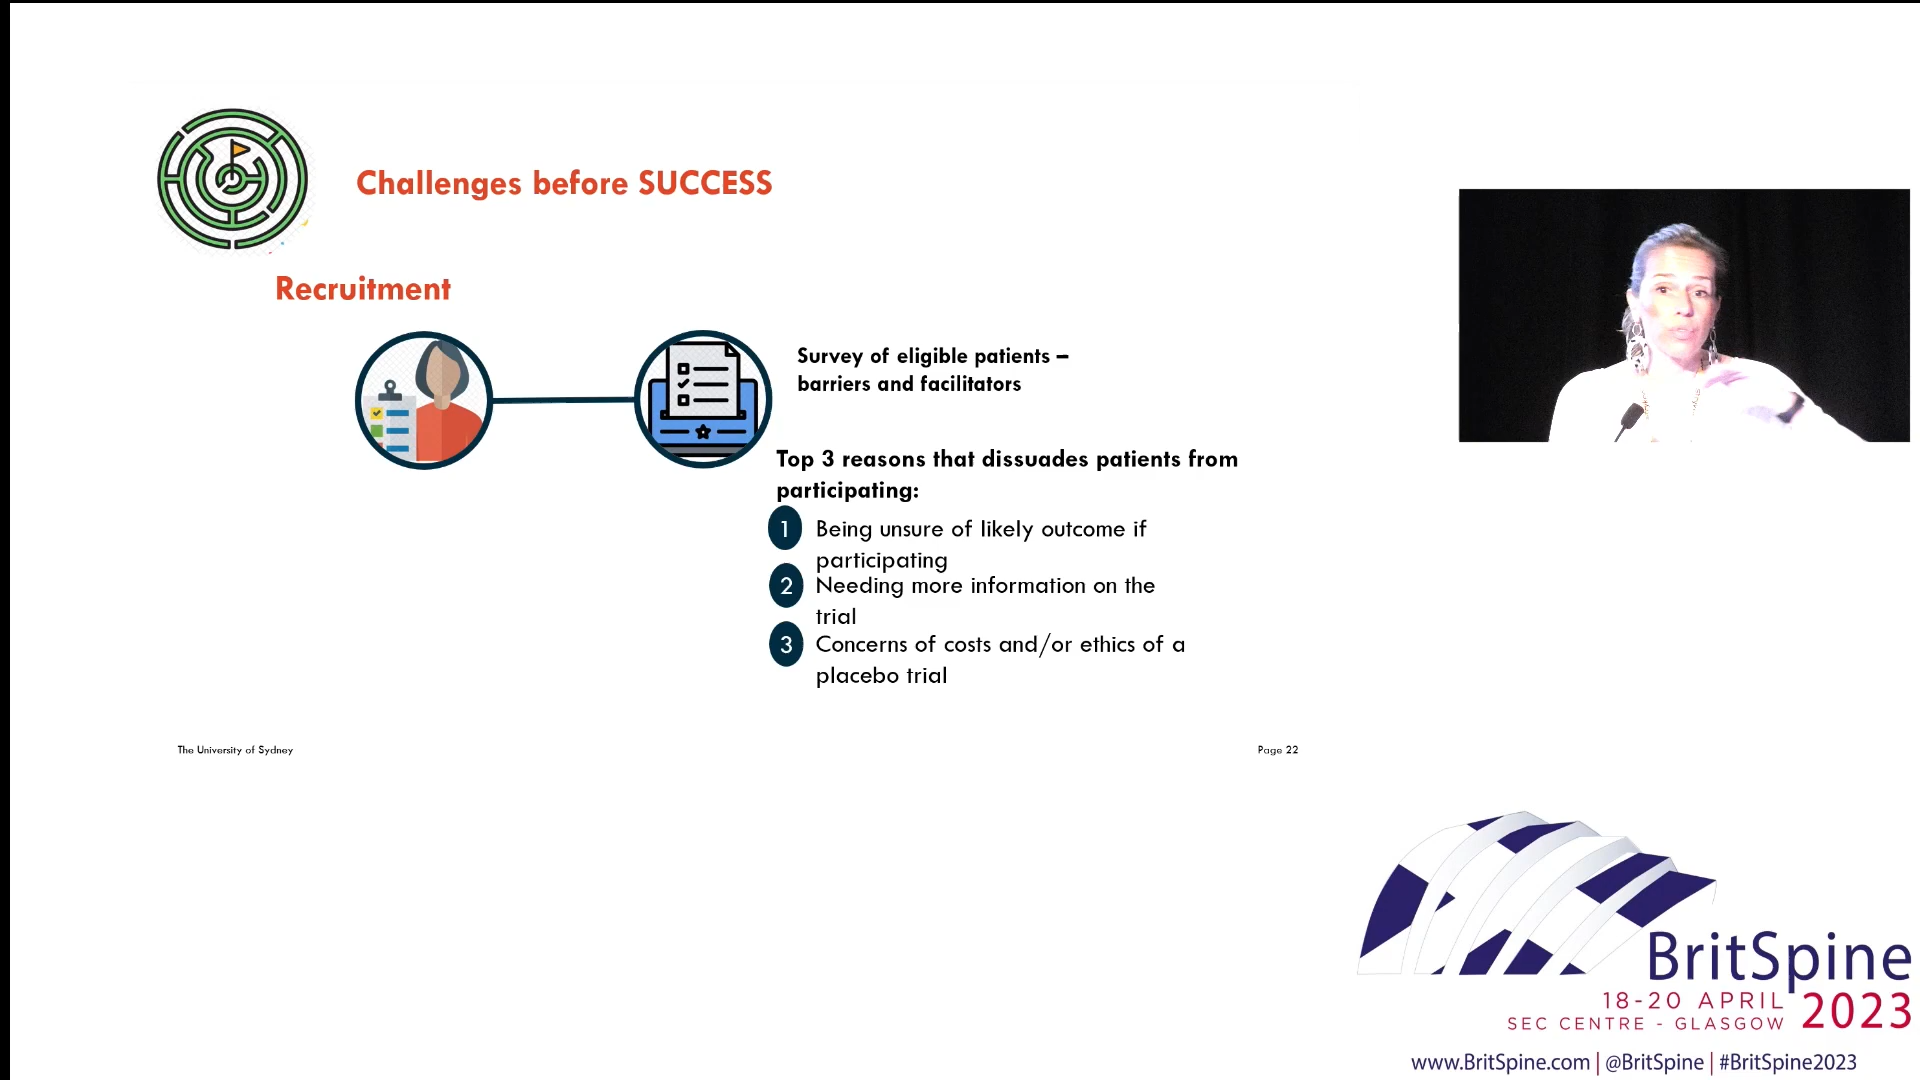 Challenges before SUCCESS
Recruitment
Survey of eligible patients –
barriers and facilitators
Top 3 reasons that dissuades patients from
participating:
1 Being unsure of likely outcome if
participating
2 Needing more information on the
trial
3 Concerns of costs and/or ethics of a
placebo trial
The University of Sydney
Page 22
BritSpine
18-20 APRIL 2023
SEC CENTRE - GLASGOW
www.BritSpine.com | @BritSpine | #BritSpine2023